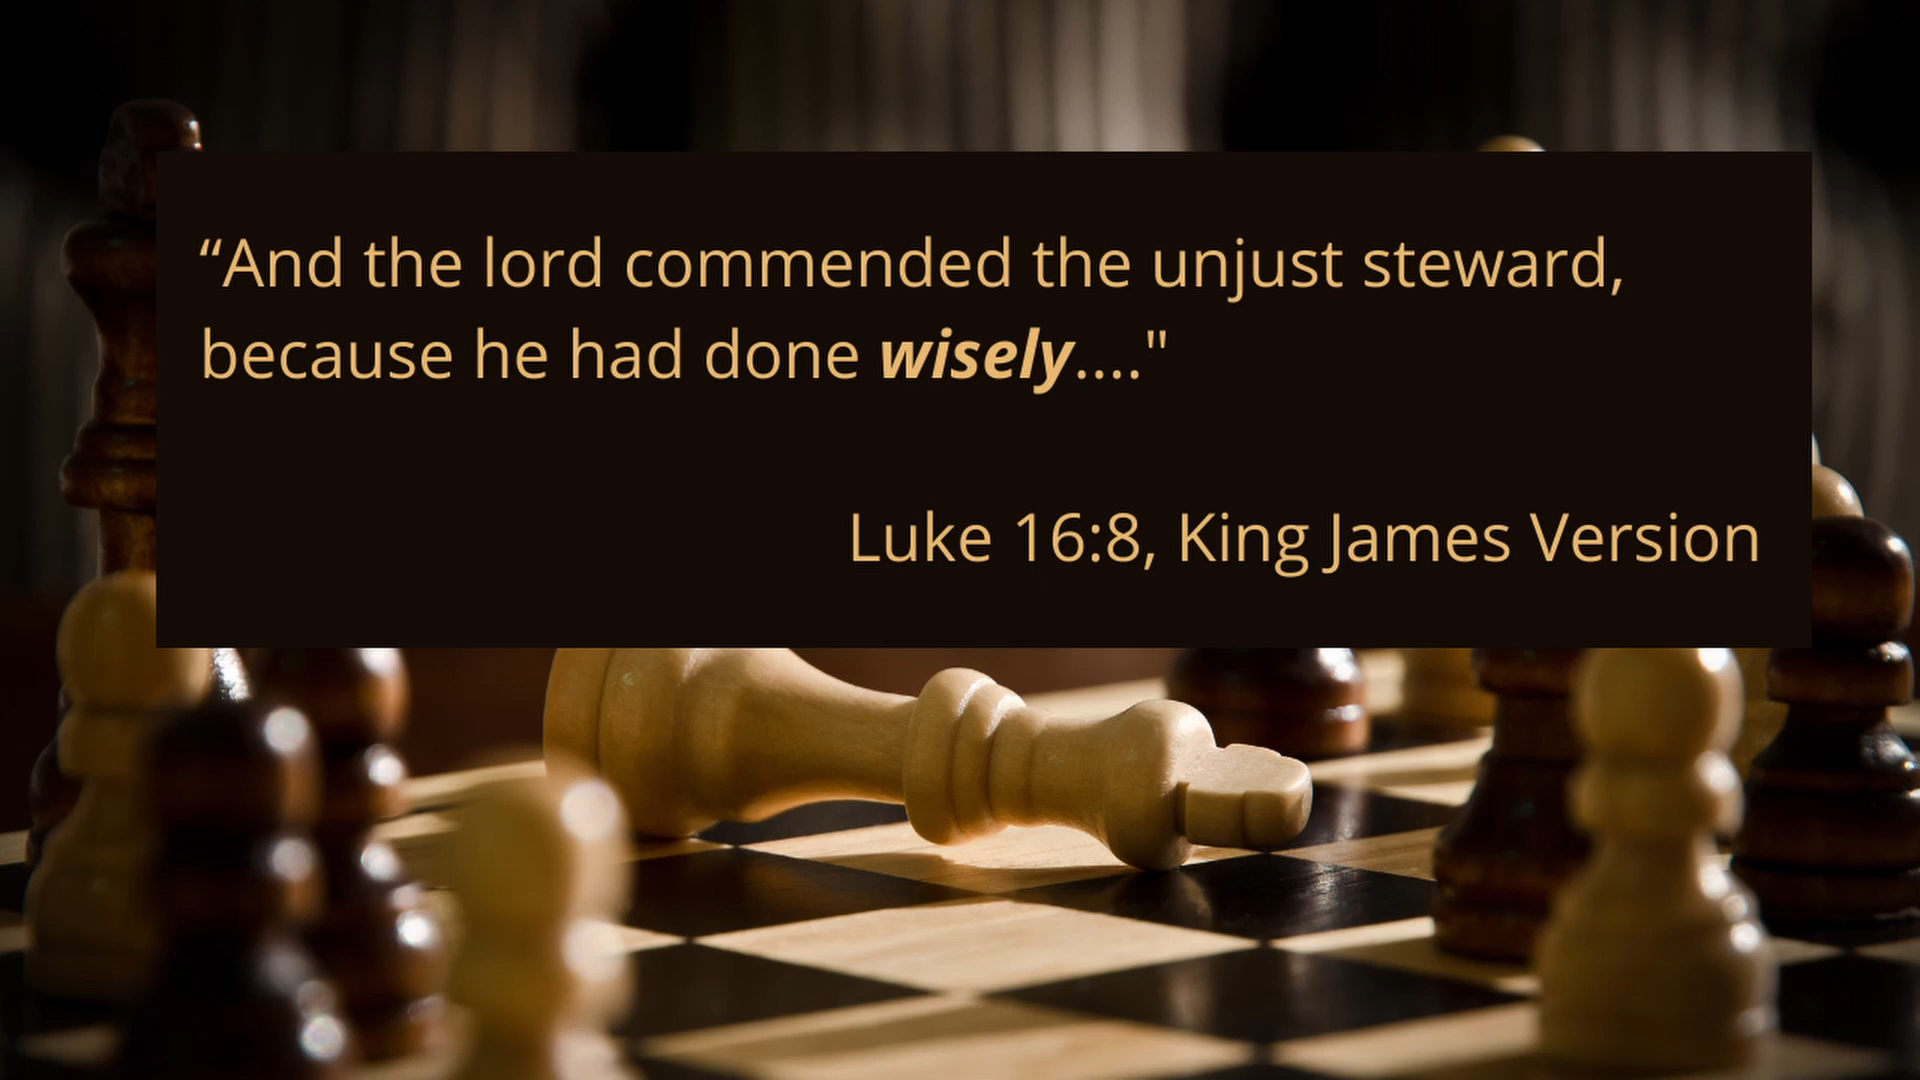 “And the lord commended the unjust steward,
because he had done wisely...."
Luke 16:8, King James Version